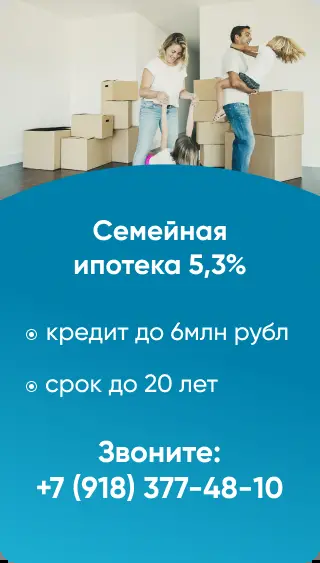 Семейная
ипотека 5,3%
кредит до 6млн рубл
срок до 20 лет
Звоните:
+7 (918) 377-48-10